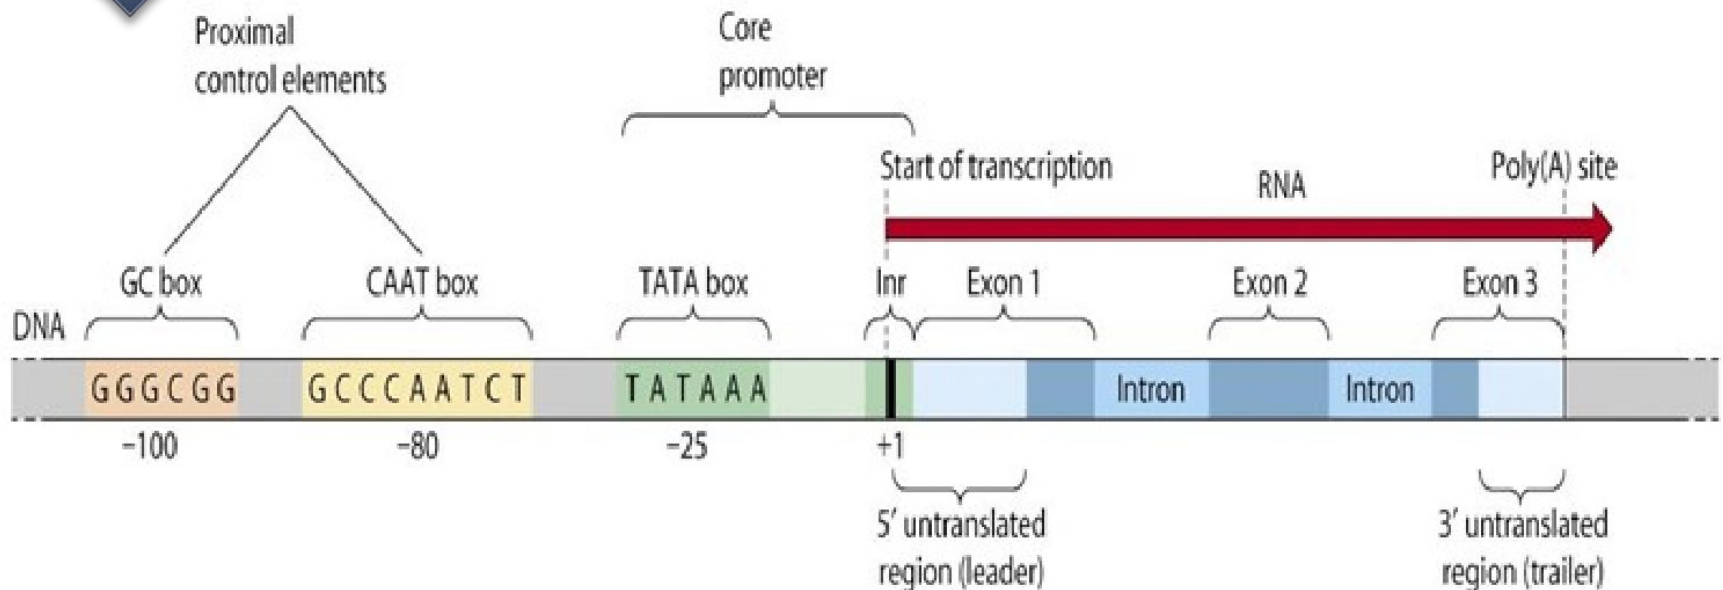 Proximal
control elements
Core
promoter
Start of transcription
RNA
Poly(A) site
GC box
CAAT box
TATA box
Inr
Exon 1
Exon 2
Exon 3
DNA
GGGCGG
GCCCAATCT
TATAAA
Intron
Intron
–100
–80
–25
+1
5′ untranslated
region (leader)
3′ untranslated
region (trailer)